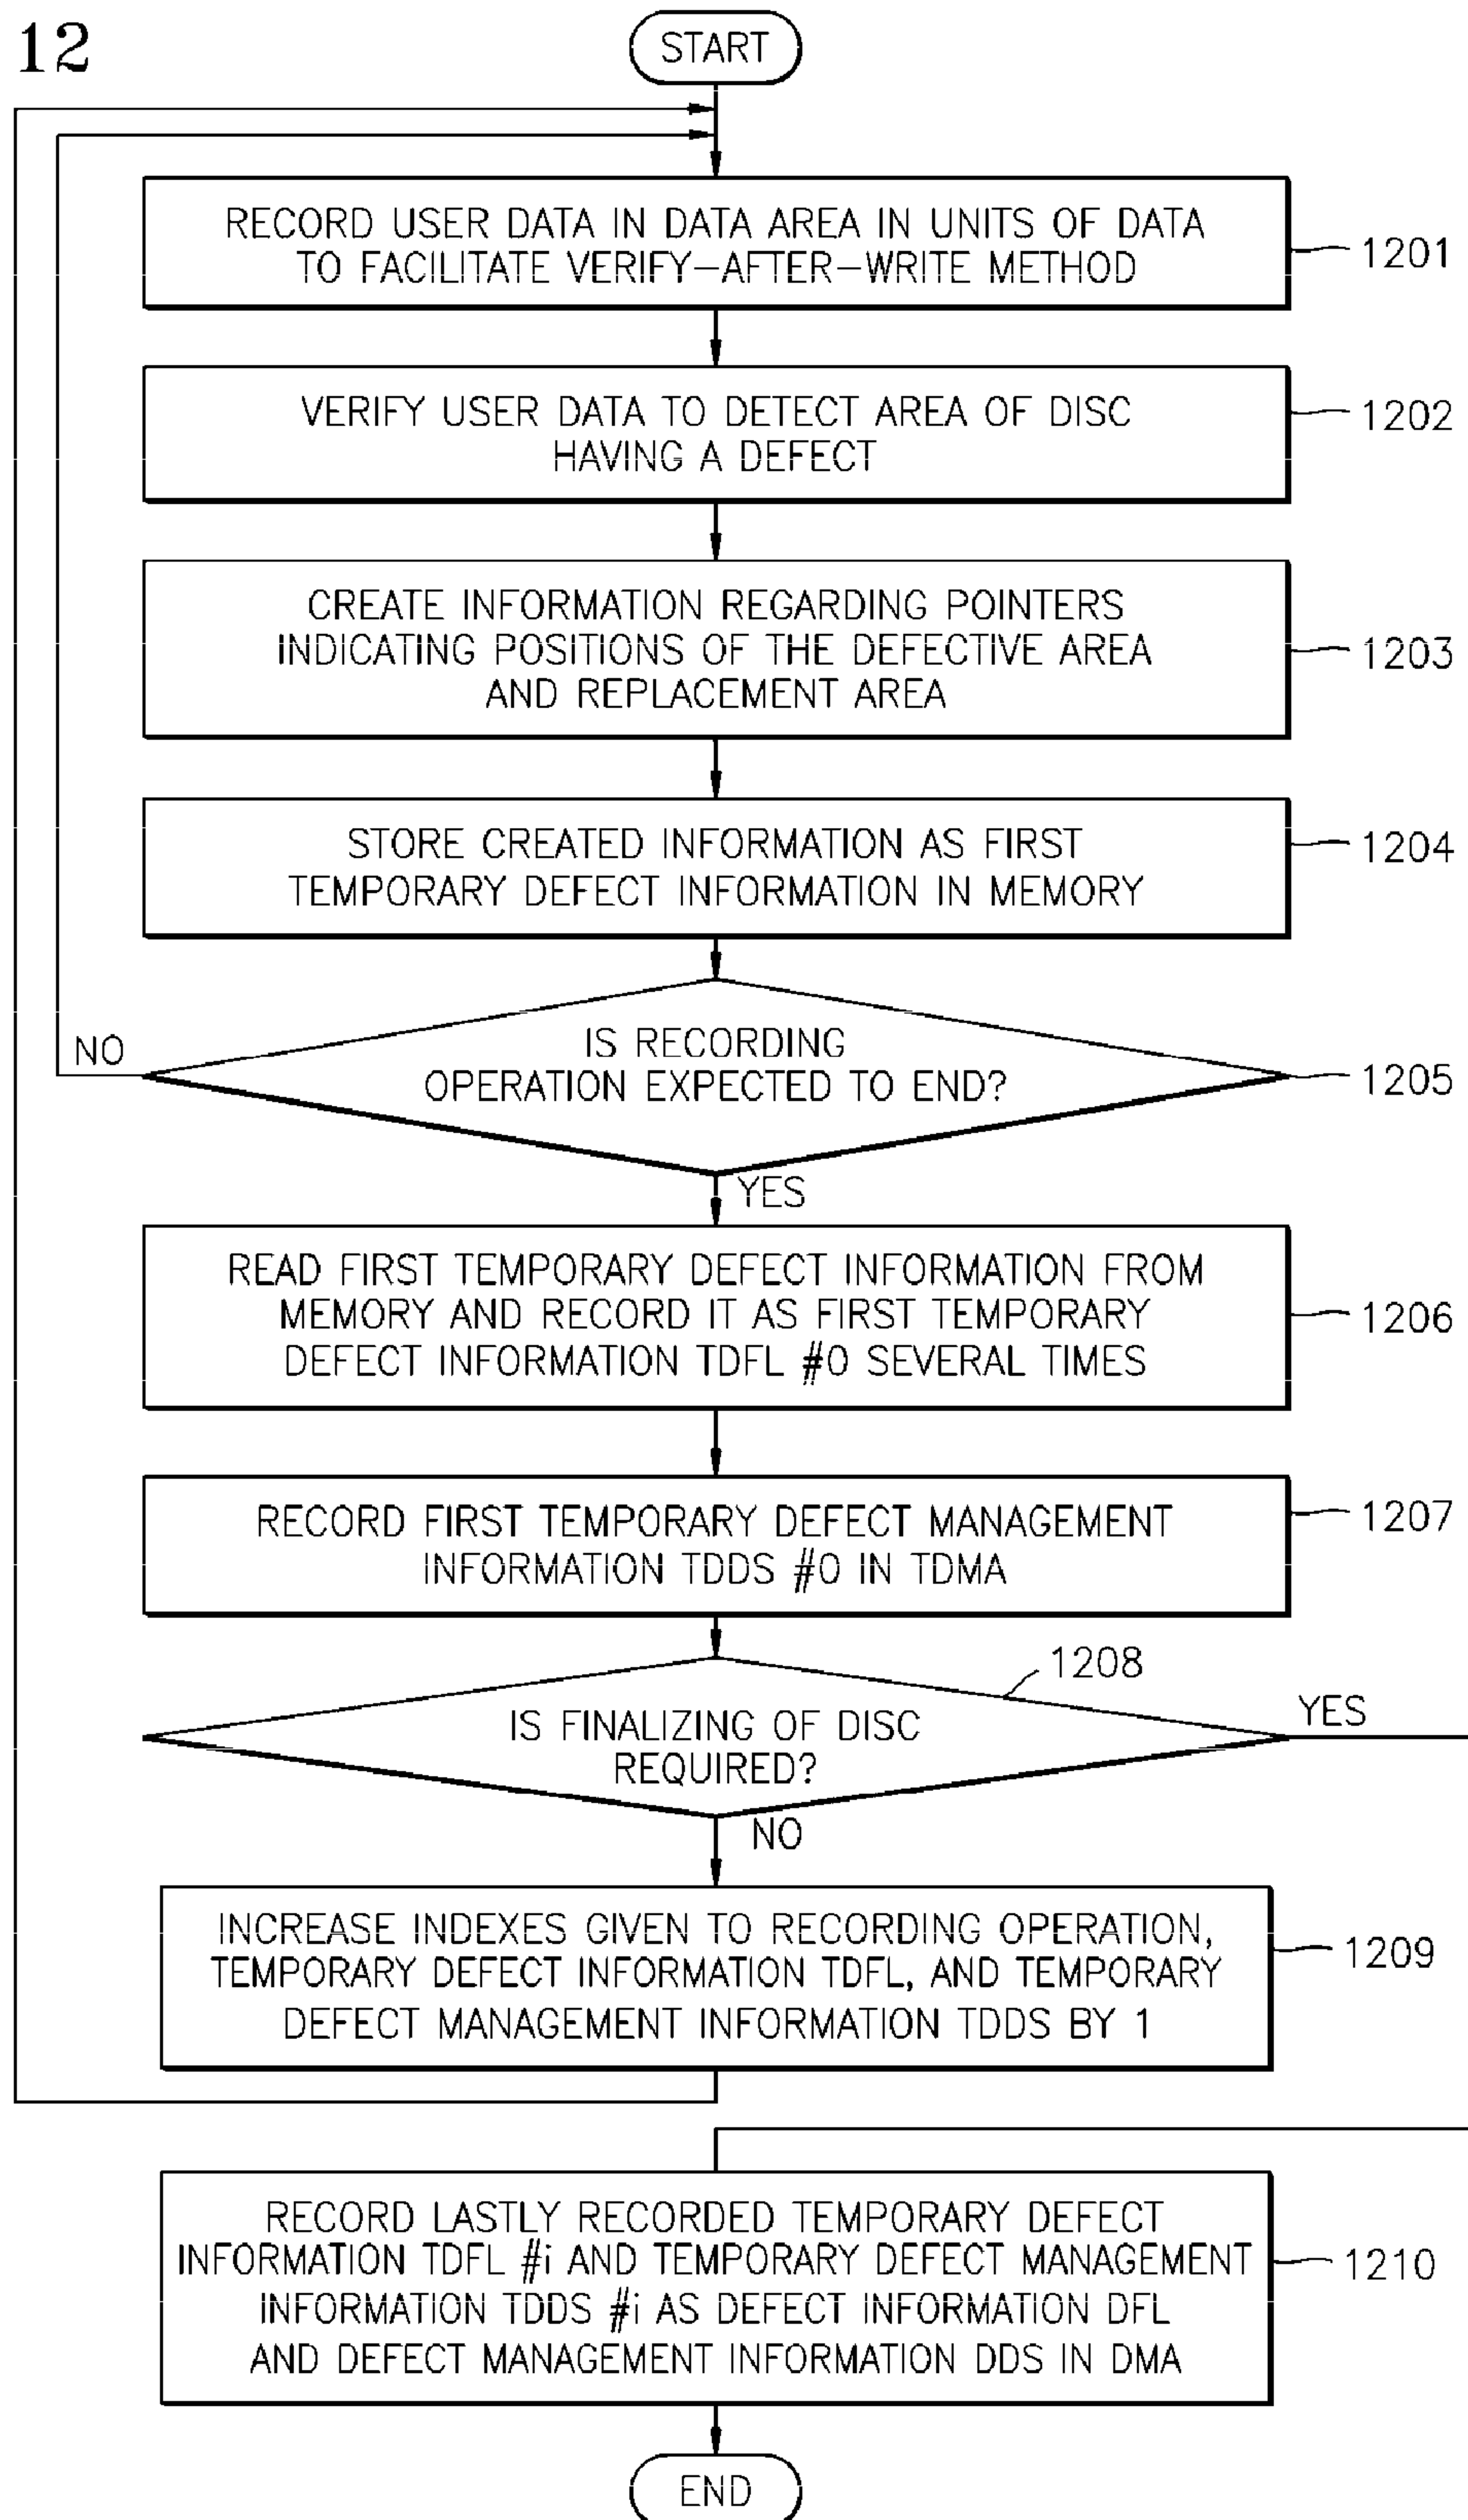 12
START
RECORD USER DATA IN DATA AREA IN UNITS OF DATA
TO FACILITATE VERIFY-AFTER-WRITE METHOD
1201
VERIFY USER DATA TO DETECT AREA OF DISC
HAVING A DEFECT
1202
CREATE INFORMATION REGARDING POINTERS
INDICATING POSITIONS OF THE DEFECTIVE AREA
AND REPLACEMENT AREA
1203
STORE CREATED INFORMATION AS FIRST
TEMPORARY DEFECT INFORMATION IN MEMORY
1204
NO
IS RECORDING
OPERATION EXPECTED TO END?
1205
YES
READ FIRST TEMPORARY DEFECT INFORMATION FROM
MEMORY AND RECORD IT AS FIRST TEMPORARY
DEFECT INFORMATION TDFL #0 SEVERAL TIMES
1206
RECORD FIRST TEMPORARY DEFECT MANAGEMENT
INFORMATION TDDS #0 IN TDMA
1207
1208
IS FINALIZING OF DISC
REQUIRED?
YES
NO
INCREASE INDEXES GIVEN TO RECORDING OPERATION,
TEMPORARY DEFECT INFORMATION TDFL, AND TEMPORARY
DEFECT MANAGEMENT INFORMATION TDDS BY 1
1209
RECORD LASTLY RECORDED TEMPORARY DEFECT
INFORMATION TDFL #i AND TEMPORARY DEFECT MANAGEMENT
INFORMATION TDDS #i AS DEFECT INFORMATION DFL
AND DEFECT MANAGEMENT INFORMATION DDS IN DMA
1210
END